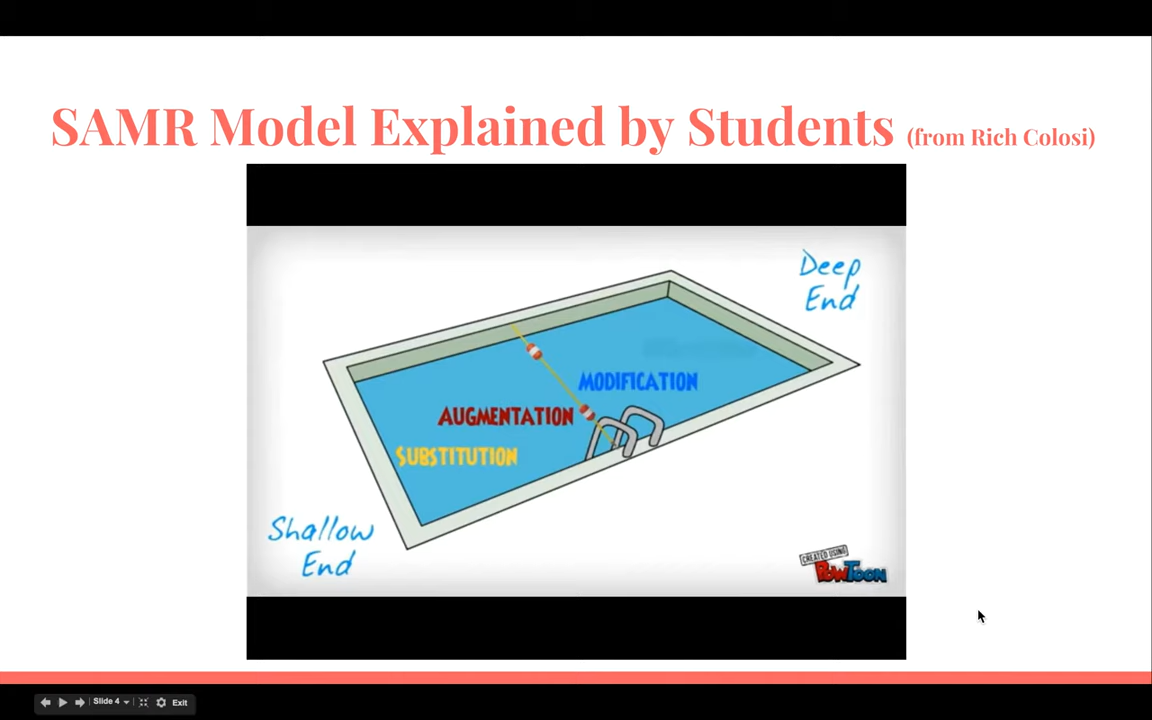 SAMR Model Explained by Students (from Rich Colosi)
Deep
End
MODIFICATION
AUGMENTATION
SUBSTITUTION
Shallow
End
CREATED USING
POWTOON
Slide 4
Exit